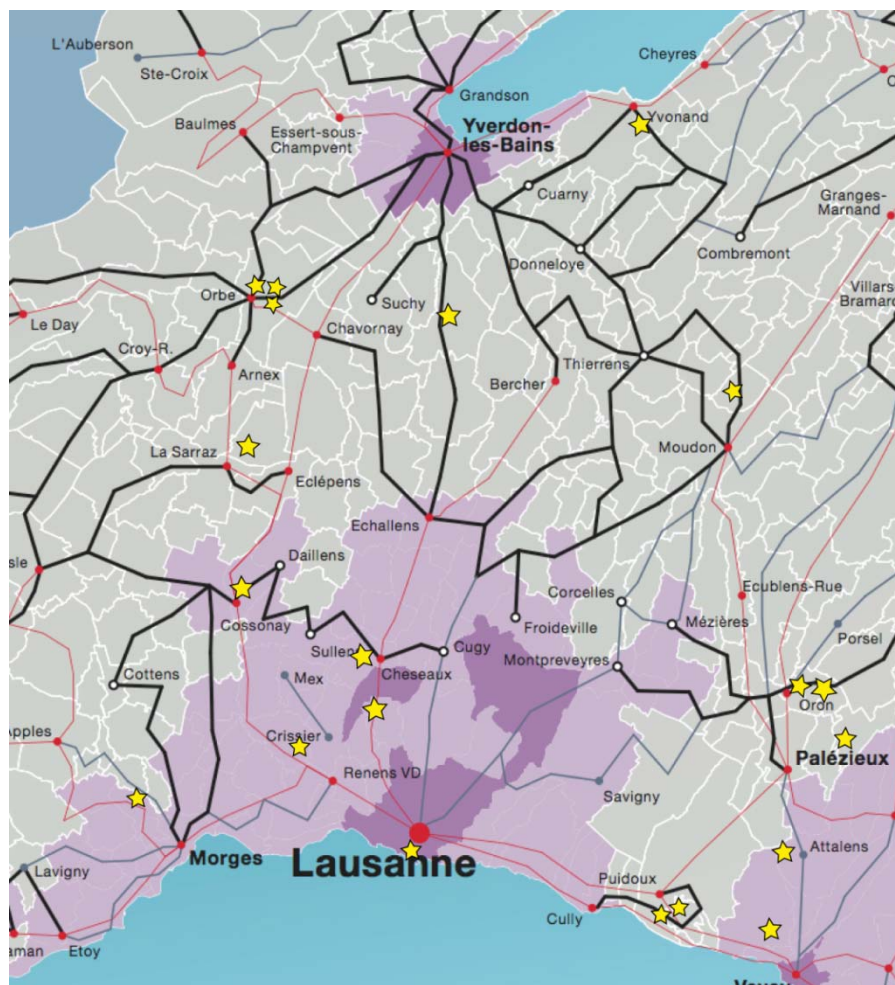 L'Auberson
Ste-Croix
Cheyres
Grandson
Baulmes
Essert-sous-
Champvent
Yverdon-
les-Bains
Yvonand
Cuarny
Granges-
Marnand
Donneloye
Combremont
Orbe
Suchy
Villars-
Bramard
Le Day
Chavornay
Croy-R.
Arnex
Bercher
Thierrens
La Sarraz
Moudon
Eclépens
Echallens
Daillens
Corcelles
Ecublens-Rue
Cossonay
Froideville
Mézières
Porsel
Sullens
Cugy
Cottens
Mex
Cheseaux
Montpreveyres
Oron
Apples
Crissier
Renens VD
Savigny
Palézieux
Morges
Lausanne
Attalens
Lavigny
Puidoux
Cully
Etoy